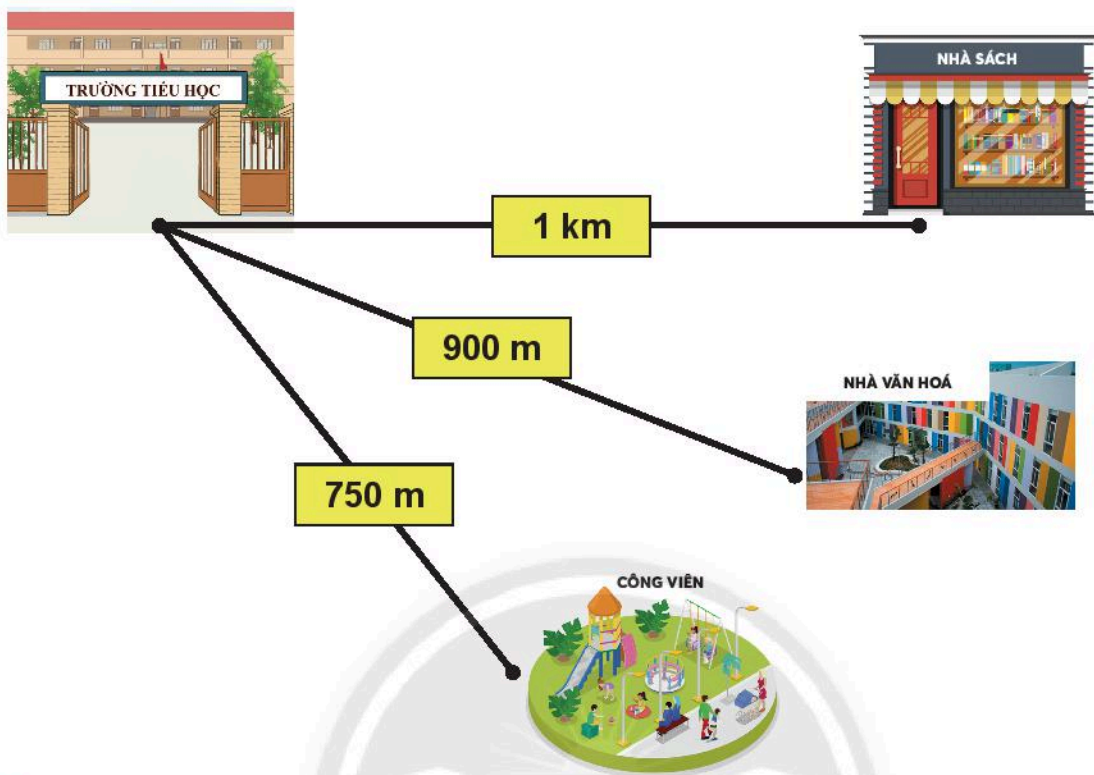 TRƯỜNG TIỂU HỌC
NHÀ SÁCH
1 km
900 m
NHÀ VĂN HOÁ
750 m
CÔNG VIÊN